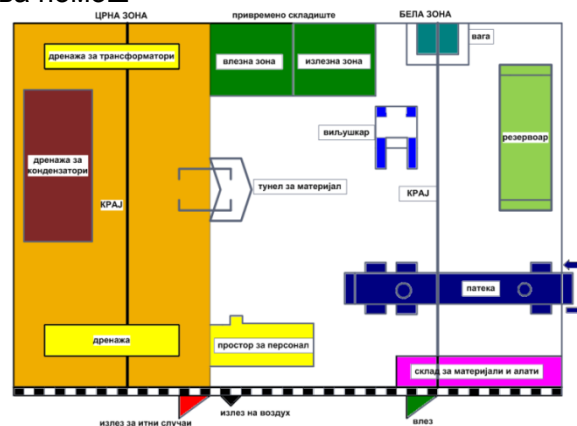 ЦРНА ЗОНА
привремено складиште
БЕЛА ЗОНА
дренажа за трансформатори
влезна зона
излезна зона
вага
виљушкар
резервоар
дренажа за
кондензатори
тунел за материјал
КРАЈ
КРАЈ
патека
дренажа
простор за персонал
склад за материјали и алати
излез за итни случаи
излез на воздух
влез